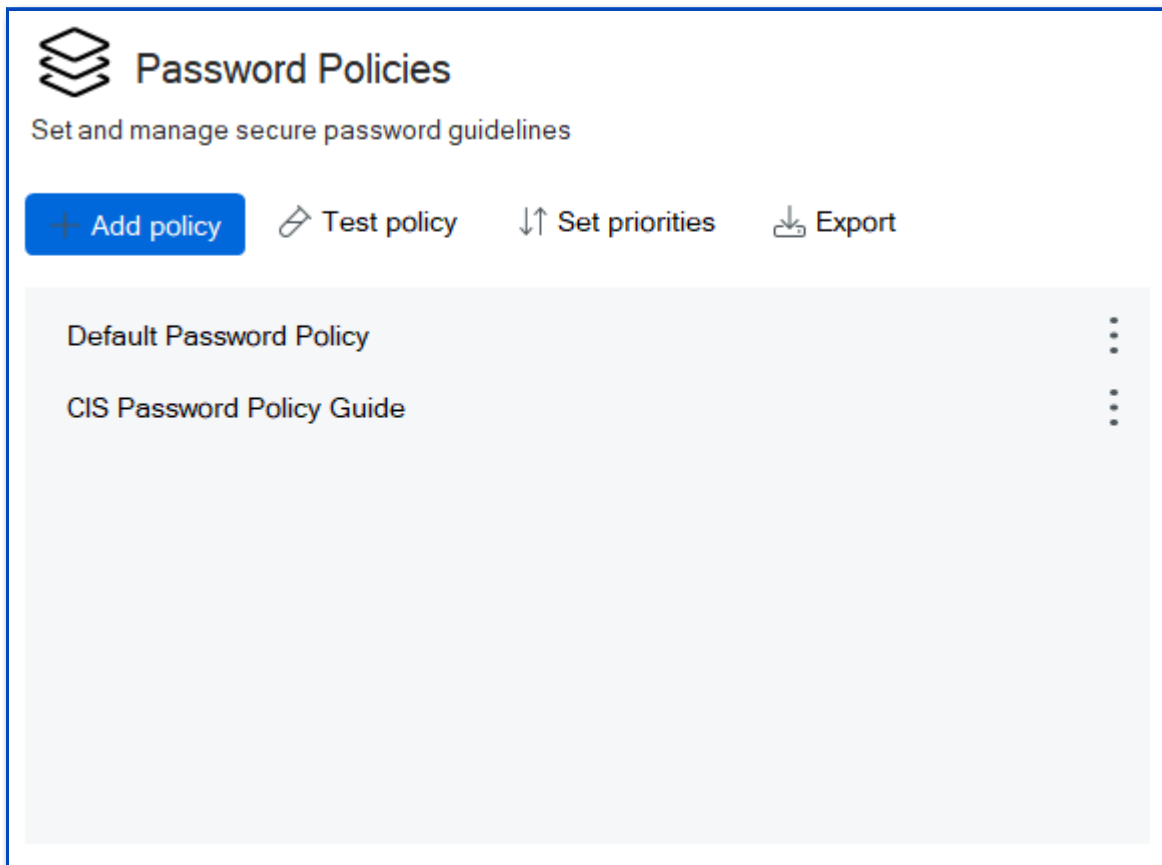 Password Policies
Set and manage secure password guidelines
Add policy Test policy Set priorities Export
Default Password Policy
CIS Password Policy Guide